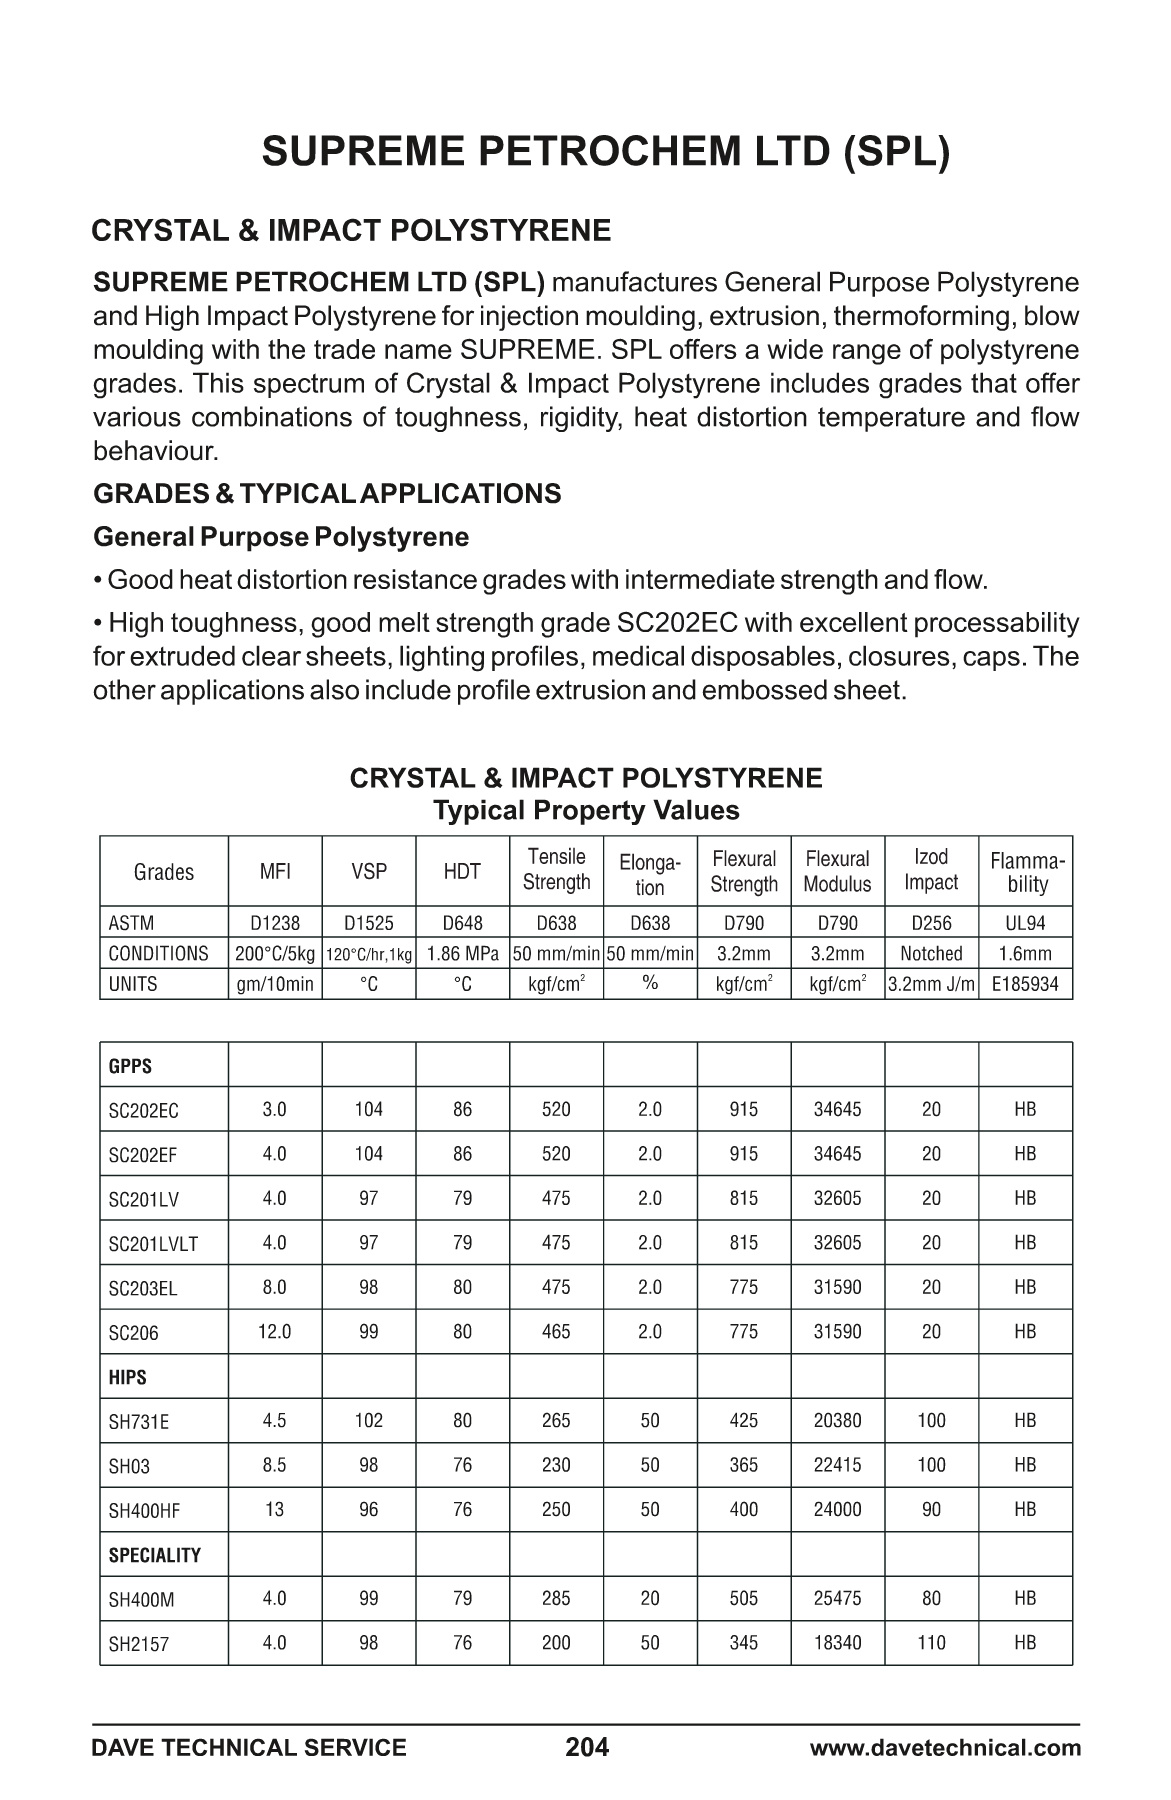 SUPREME PETROCHEM LTD (SPL)
CRYSTAL & IMPACT POLYSTYRENE
SUPREME PETROCHEM LTD (SPL) manufactures General Purpose Polystyrene
and High Impact Polystyrene for injection moulding, extrusion, thermoforming, blow
moulding with the trade name SUPREME. SPL offers a wide range of polystyrene
grades. This spectrum of Crystal & Impact Polystyrene includes grades that offer
various combinations of toughness, rigidity, heat distortion temperature and flow
behaviour.
GRADES & TYPICAL APPLICATIONS
General Purpose Polystyrene
• Good heat distortion resistance grades with intermediate strength and flow.
• High toughness, good melt strength grade SC202EC with excellent processability
for extruded clear sheets, lighting profiles, medical disposables, closures, caps. The
other applications also include profile extrusion and embossed sheet.
CRYSTAL & IMPACT POLYSTYRENE
Typical Property Values
Grades MFI VSP HDT Tensile Strength Elonga-tion Flexural Strength Flexural Modulus Izod Impact Flamma-bility
ASTM D1238 D1525 D648 D638 D638 D790 D790 D256 UL94
CONDITIONS 200°C/5kg 120°C/hr,1kg 1.86 MPa 50 mm/min 50 mm/min 3.2mm 3.2mm Notched 1.6mm
UNITS gm/10min °C °C kgf/cm² % kgf/cm² kgf/cm² 3.2mm J/m E185934
GPPS
SC202EC 3.0 104 86 520 2.0 915 34645 20 HB
SC202EF 4.0 104 86 520 2.0 915 34645 20 HB
SC201LV 4.0 97 79 475 2.0 815 32605 20 HB
SC201LVLT 4.0 97 79 475 2.0 815 32605 20 HB
SC203EL 8.0 98 80 475 2.0 775 31590 20 HB
SC206 12.0 99 80 465 2.0 775 31590 20 HB
HIPS
SH731E 4.5 102 80 265 50 425 20380 100 HB
SH03 8.5 98 76 230 50 365 22415 100 HB
SH400HF 13 96 76 250 50 400 24000 90 HB
SPECIALITY
SH400M 4.0 99 79 285 20 505 25475 80 HB
SH2157 4.0 98 76 200 50 345 18340 110 HB
DAVE TECHNICAL SERVICE 204 www.davetechnical.com